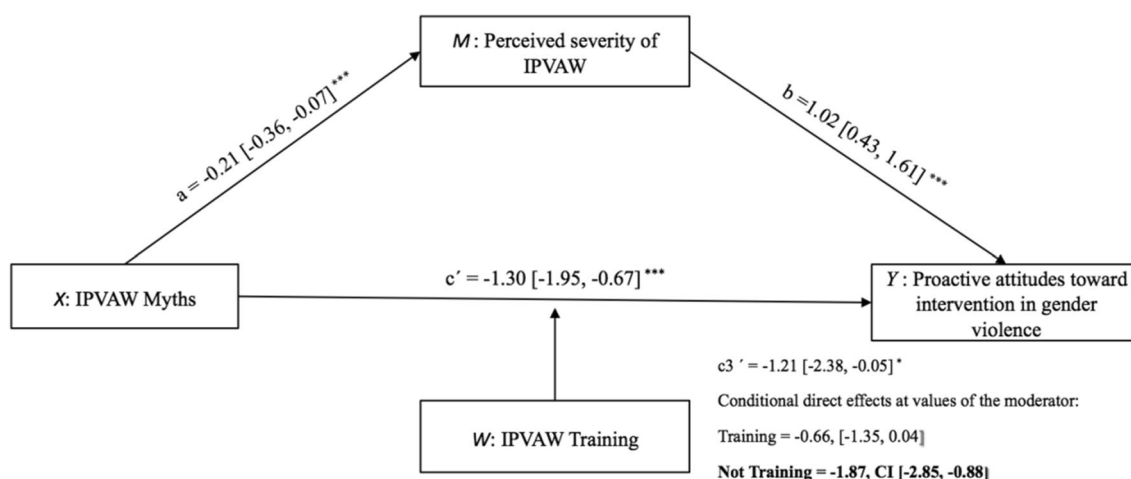 M : Perceived severity of
IPVAW
a = -0.21 [-0.36, -0.07] ***
b =1.02 [0.43, 1.61] ***
X: IPVAW Myths
c´ = -1.30 [-1.95, -0.67] ***
Y : Proactive attitudes toward
intervention in gender
violence
W: IPVAW Training
c3 ´ = -1.21 [-2.38, -0.05] *
Conditional direct effects at values of the moderator:
Training = -0.66, [-1.35, 0.04]
Not Training = -1.87, CI [-2.85, -0.88]